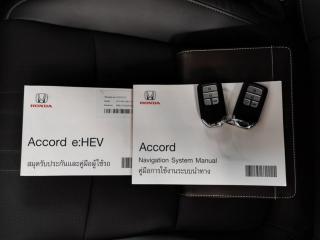 HONDA
Accord e:HEV
สมุดรับประกันและคู่มือผู้ใช้รถ
HONDA
Accord
Navigation System Manual
คู่มือการใช้งานระบบนำทาง